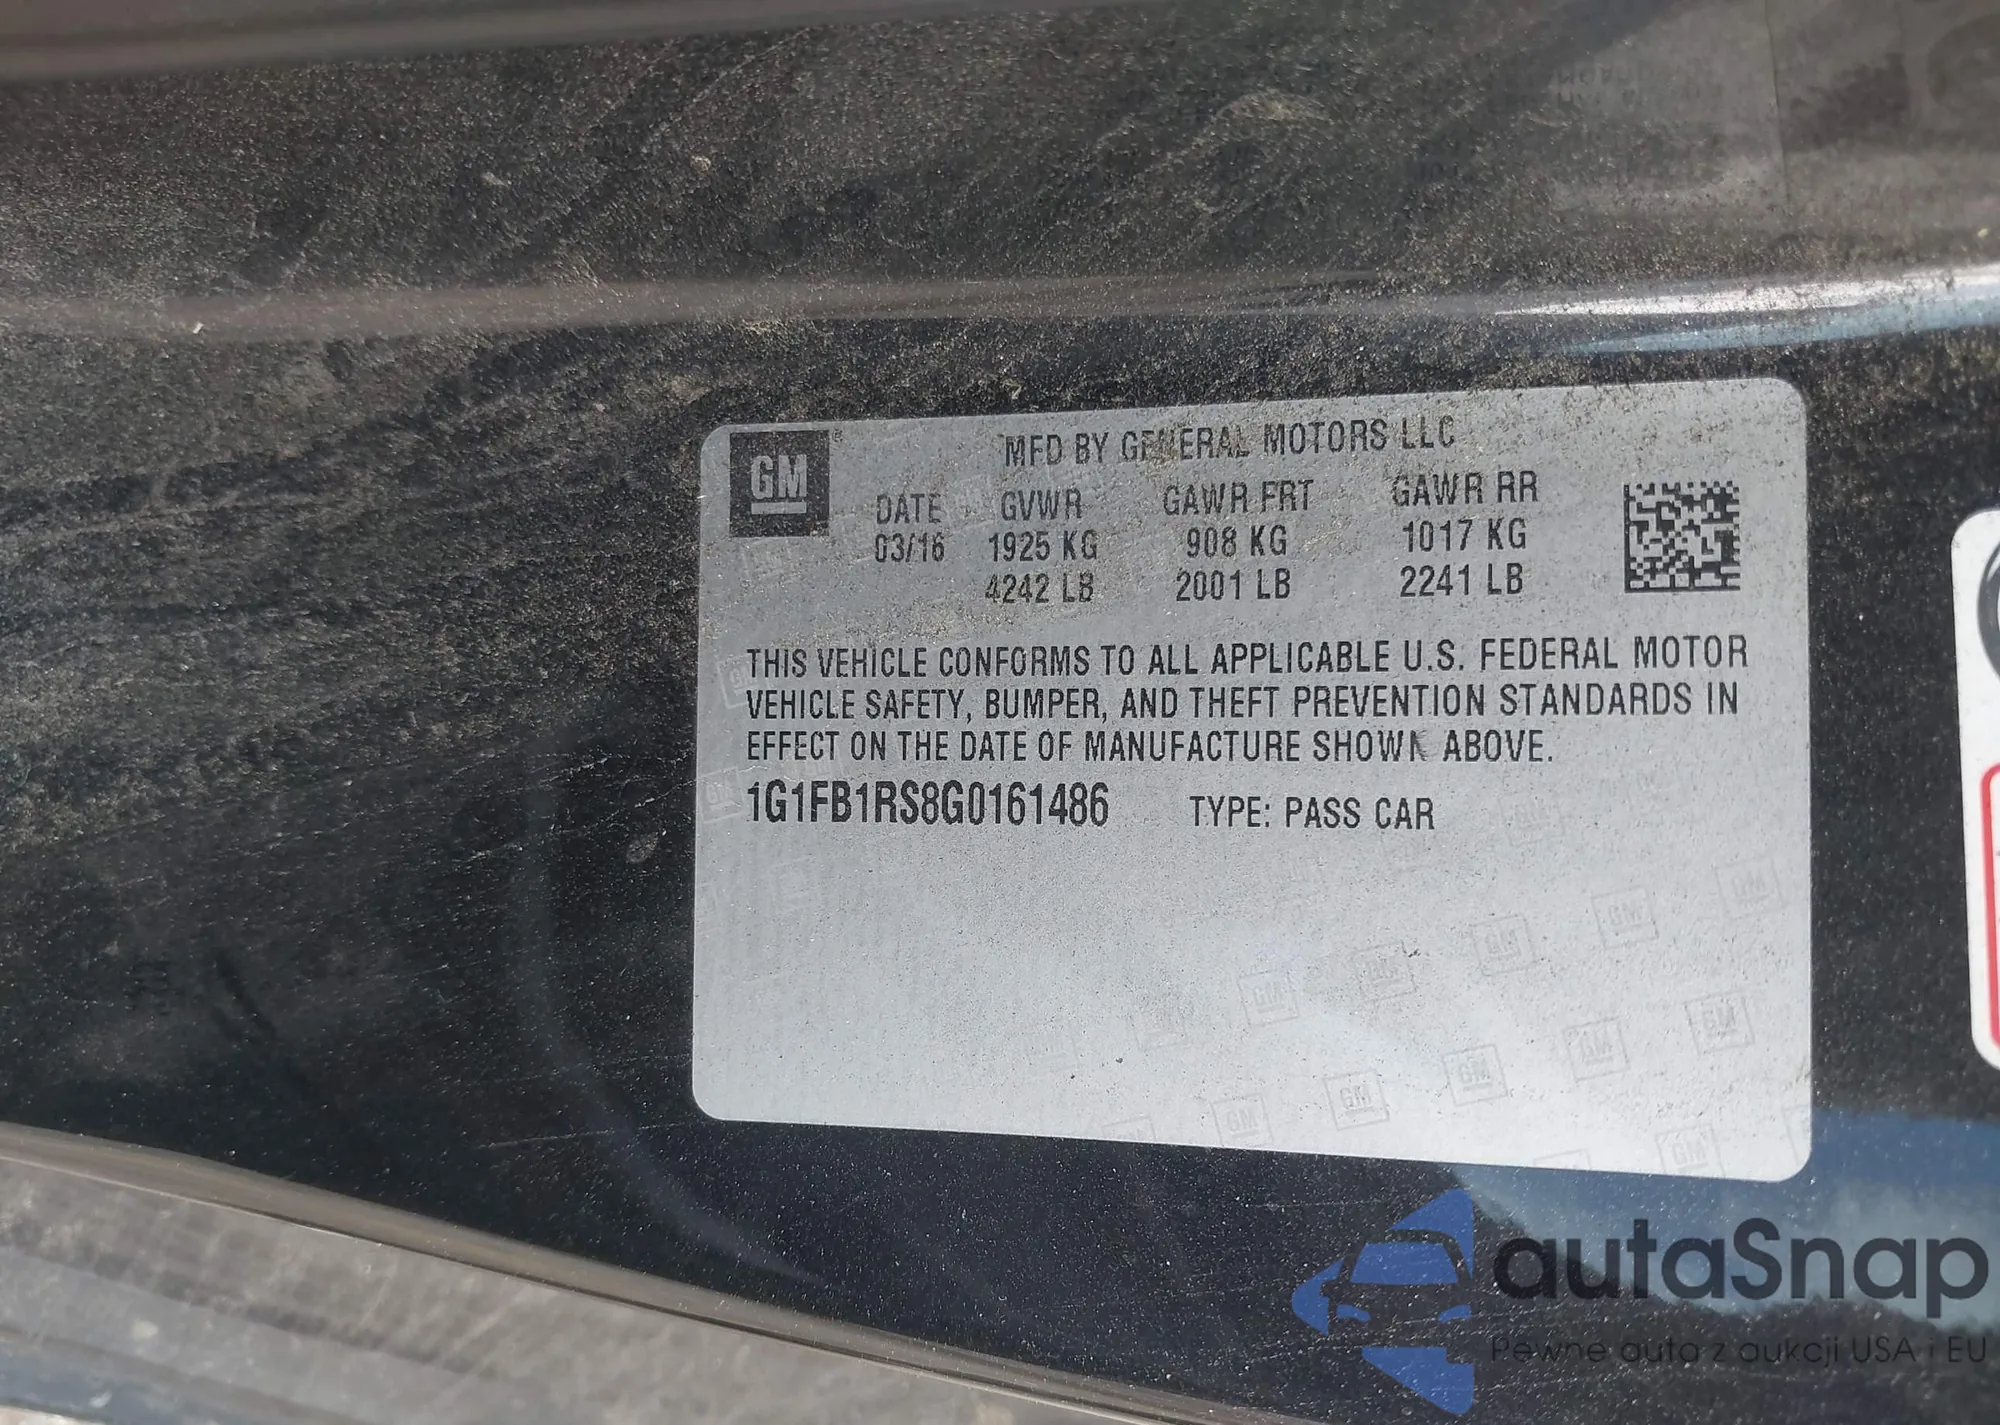 GM
MFD BY GENERAL MOTORS LLC
DATE GVWR GAWR FRT GAWR RR
03/16 1925 KG 908 KG 1017 KG
4242 LB 2001 LB 2241 LB
THIS VEHICLE CONFORMS TO ALL APPLICABLE U.S. FEDERAL MOTOR
VEHICLE SAFETY, BUMPER, AND THEFT PREVENTION STANDARDS IN
EFFECT ON THE DATE OF MANUFACTURE SHOWN ABOVE.
1G1FB1RS8G0161486 TYPE: PASS CAR
autaSnap
Pewne auta z aukcji USA i EU